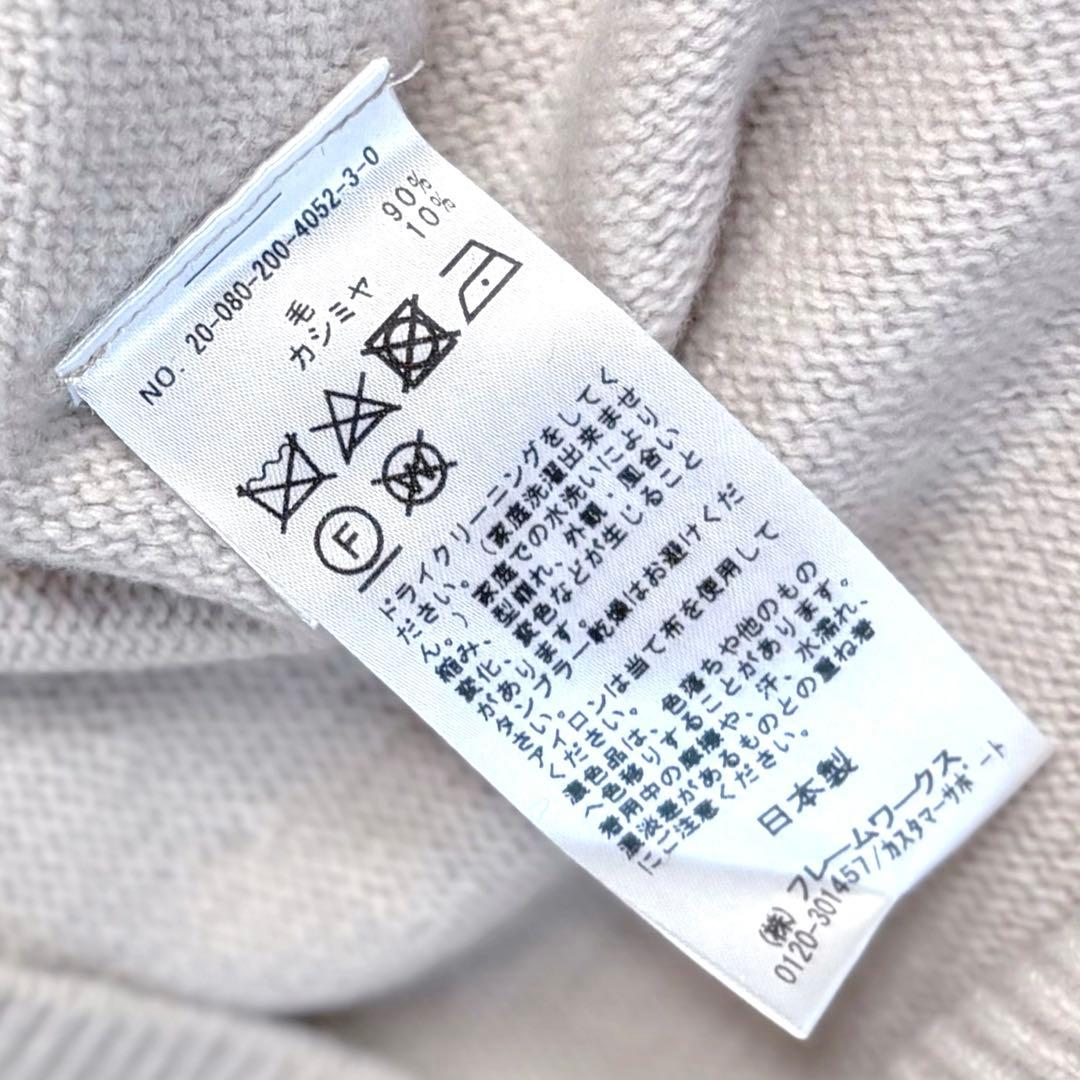 NO. 20-080-200-4052-3-0
毛 90%
カシミヤ 10%
F
W
ドライクリーニングをしてく
ださい。(家庭洗濯出来ませ
ん。)家庭での水洗いにより
縮み、型崩れ、外観・風合い
変化、変色などが生じること
があります。
タンブラー乾燥はお避けくだ
さい。
アイロンは当て布を使用して
ください。
濃色品は、色落ちや他のもの
へ色移りすることがあります。
着用中の摩擦や、汗、水濡れ、
濃淡差があるものとの重ね着
にご注意ください。
日本製
(株)フレームワークス
0120-301457/カスタマーサポート